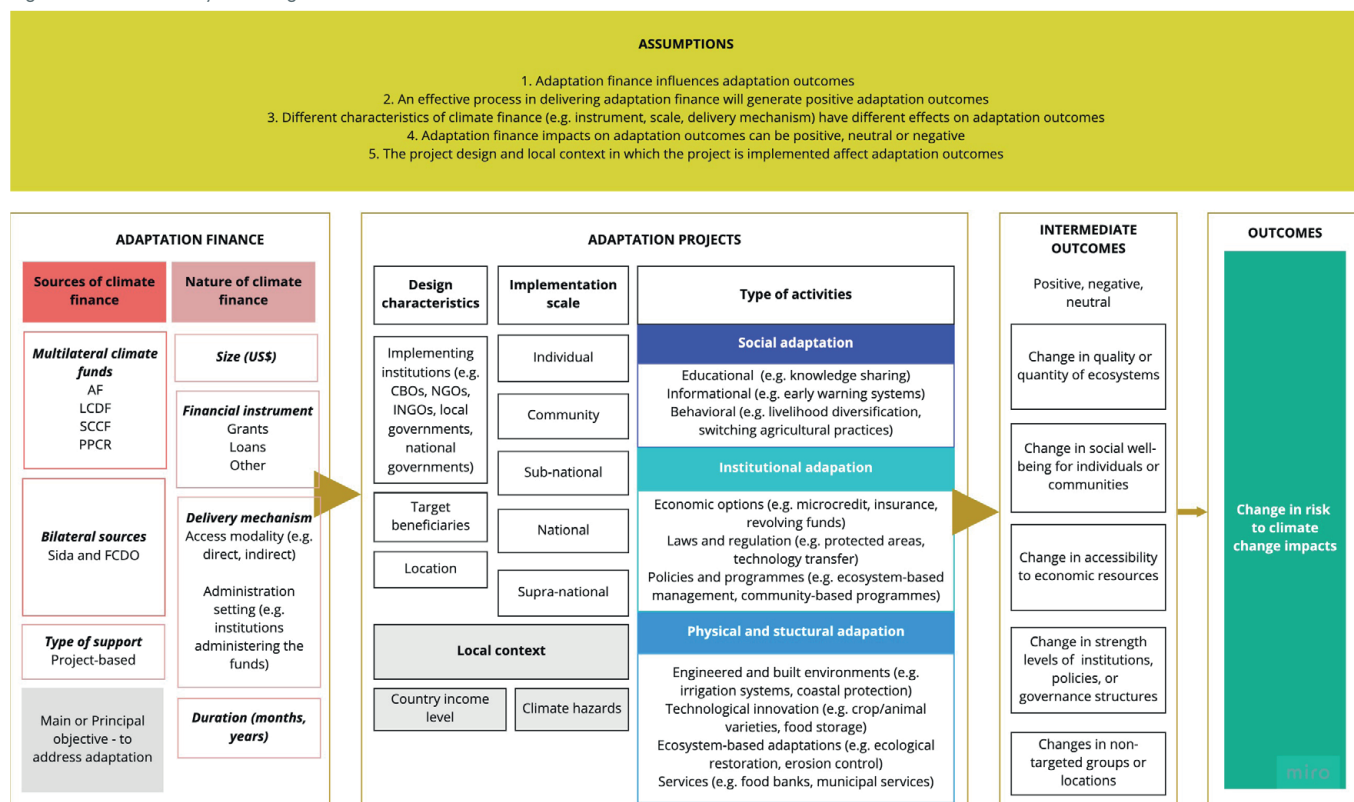 ASSUMPTIONS
1. Adaptation finance influences adaptation outcomes
2. An effective process in delivering adaptation finance will generate positive adaptation outcomes
3. Different characteristics of climate finance (e.g. instrument, scale, delivery mechanism) have different effects on adaptation outcomes
4. Adaptation finance impacts on adaptation outcomes can be positive, neutral or negative
5. The project design and local context in which the project is implemented affect adaptation outcomes
ADAPTATION FINANCE
Sources of climate
finance
Multilateral climate
funds
AF
LCDF
SCCF
PPCR
Bilateral sources
Sida and FCDO
Type of support
Project-based
Main or Principal
objective - to
address adaptation
Nature of climate
finance
Size (US$)
Financial instrument
Grants
Loans
Other
Delivery mechanism
Access modality (e.g.
direct, indirect)
Administration
setting (e.g.
institutions
administering the
funds)
Duration (months,
years)
ADAPTATION PROJECTS
Design
characteristics
Implementing
institutions (e.g.
CBOs, NGOs,
INGOs, local
governments,
national
governments)
Target
beneficiaries
Location
Implementation
scale
Individual
Community
Sub-national
National
Supra-national
Local context
Country income
level
Climate hazards
Type of activities
Social adaptation
Educational (e.g. knowledge sharing)
Informational (e.g. early warning systems)
Behavioral (e.g. livelihood diversification,
switching agricultural practices)
Institutional adapation
Economic options (e.g. microcredit, insurance,
revolving funds)
Laws and regulation (e.g. protected areas,
technology transfer)
Policies and programmes (e.g. ecosystem-based
management, community-based programmes)
Physical and stuctural adapation
Engineered and built environments (e.g.
irrigation systems, coastal protection)
Technological innovation (e.g. crop/animal
varieties, food storage)
Ecosystem-based adaptations (e.g. ecological
restoration, erosion control)
Services (e.g. food banks, municipal services)
INTERMEDIATE
OUTCOMES
Positive, negative,
neutral
Change in quality or
quantity of ecosystems
Change in social well-
being for individuals or
communities
Change in accessibility
to economic resources
Change in strength
levels of institutions,
policies, or
governance structures
Changes in non-
targeted groups or
locations
OUTCOMES
Change in risk
to climate
change impacts
miro